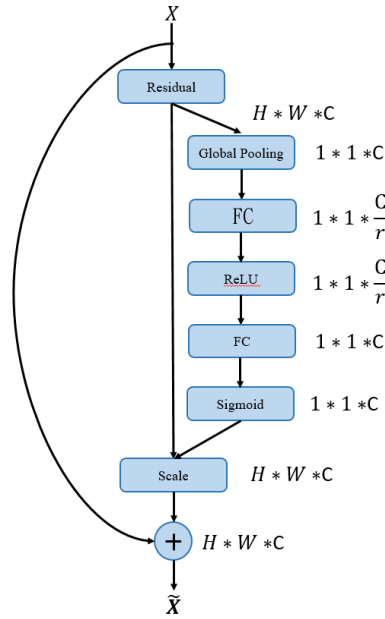 X
Residual
H * W *C
Global Pooling 1 * 1 *C
FC 1 * 1 * C/r
ReLU 1 * 1 * C/r
FC 1 * 1 *C
Sigmoid 1 * 1 *C
Scale H * W *C
+ H * W *C
X̃